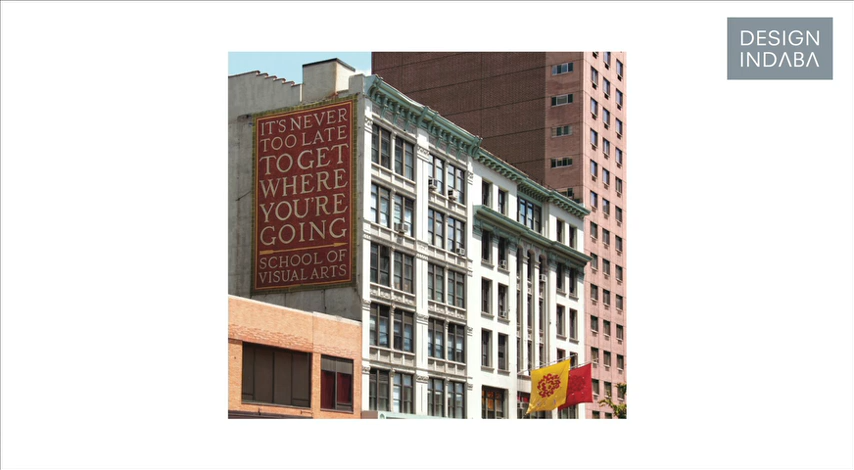 DESIGN
INDABA
IT'S NEVER
TOO LATE
TO GET
WHERE
YOU'RE
GOING
SCHOOL OF
VISUAL ARTS